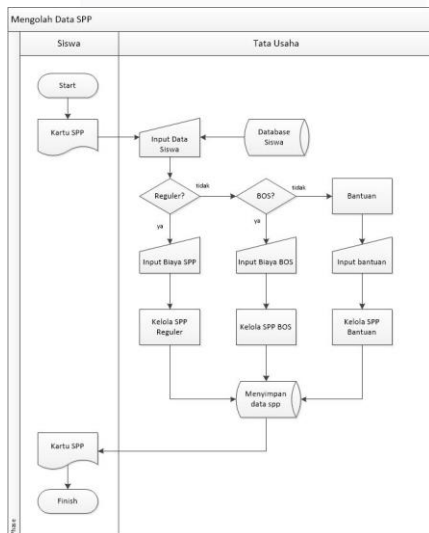 Mengolah Data SPP
Siswa
Tata Usaha
Start
Kartu SPP
Input Data
Siswa
Database
Siswa
Reguler?
tidak
BOS?
tidak
Bantuan
ya
ya
Input Biaya SPP
Input Biaya BOS
Input bantuan
Kelola SPP
Reguler
Kelola SPP BOS
Kelola SPP
Bantuan
Menyimpan
data spp
Kartu SPP
Finish
Phase